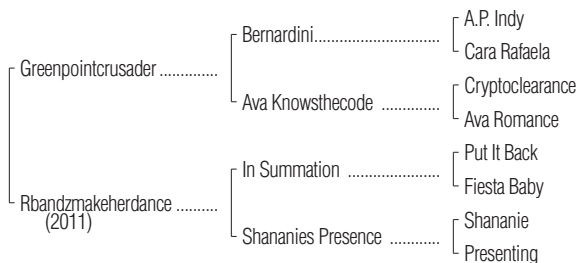 A.P. Indy
Bernardini
Cara Rafaela
Greenpointcrusader
Cryptoclearance
Ava Knowsthecode
Ava Romance
Put It Back
In Summation
Fiesta Baby
Rbandzmakeherdance
(2011)
Shananie
Shananies Presence
Presenting